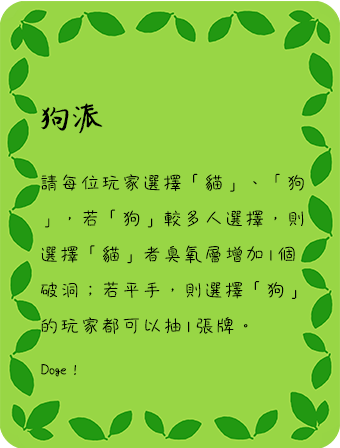 狗派
請每位玩家選擇「貓」、「狗
」，若「狗」較多人選擇，則
選擇「貓」者臭氧層增加1個
破洞；若平手，則選擇「狗」
的玩家都可以抽1張牌。
Doge！